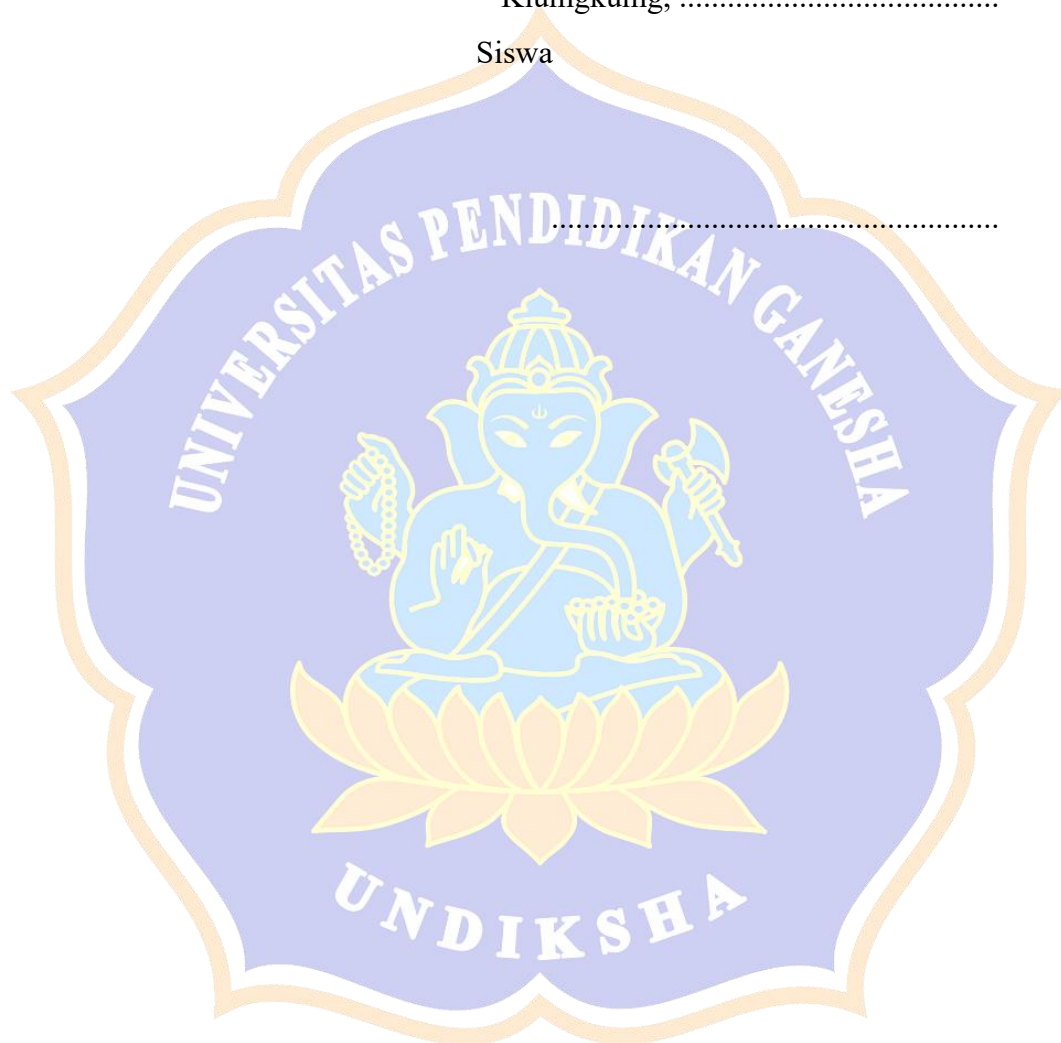 Klungkung, ........................................
Siswa
........................................................
UNIVERSITAS PENDIDIKAN GANESHA
UNDIKSHA